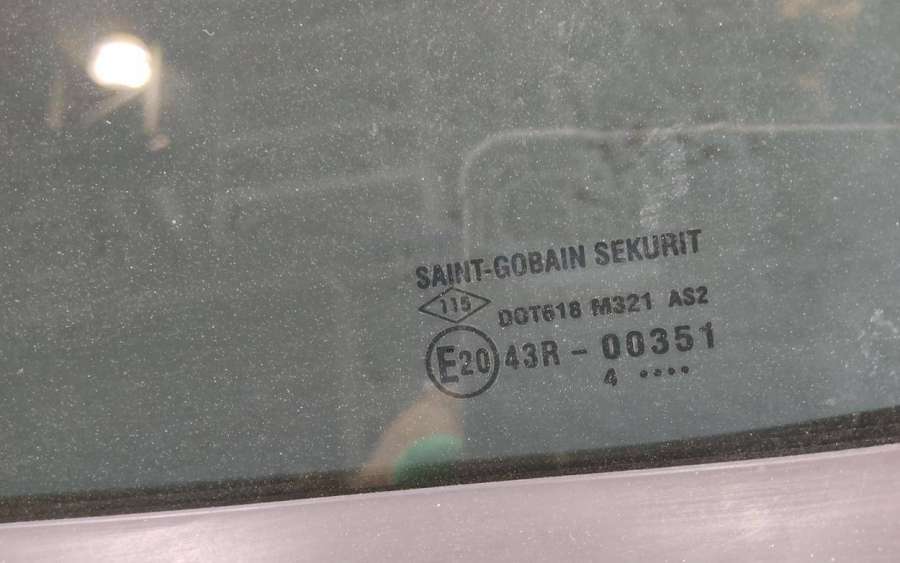 SAINT-GOBAIN SEKURIT
115 DOT618 M321 AS2
E20 43R - 00351
4 ••••